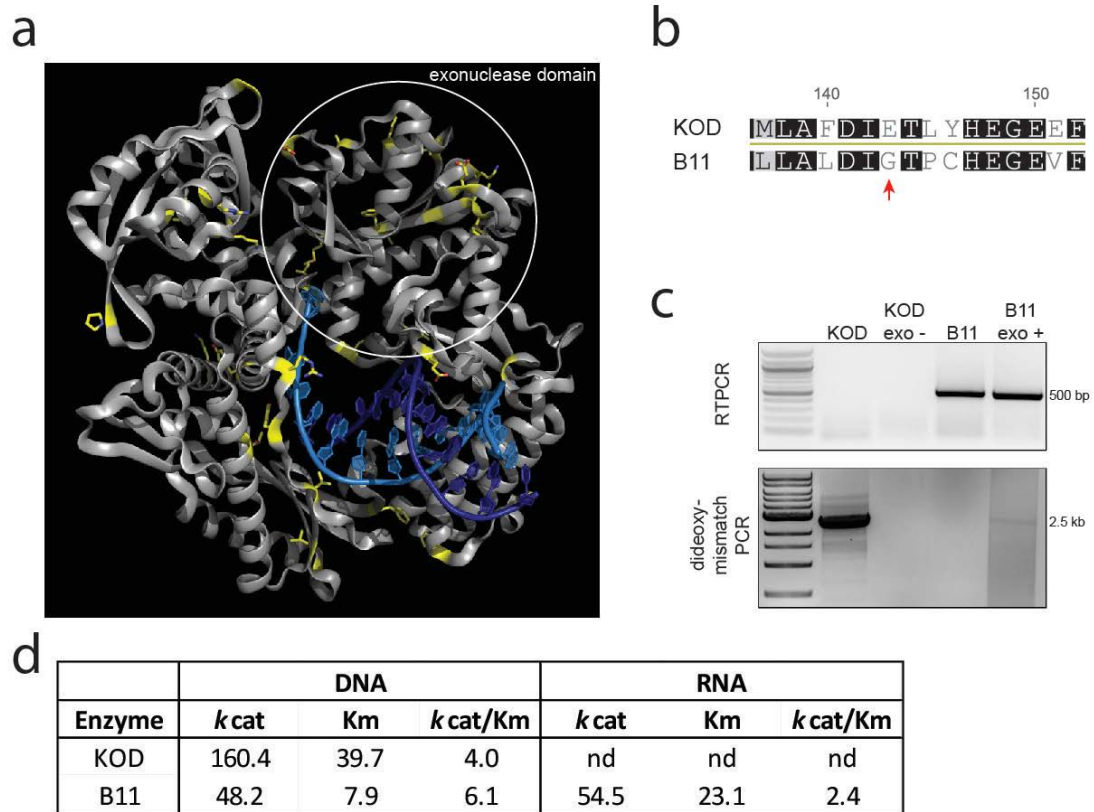 a
exonuclease domain
b
140 150
KOD MLAFDIETLYHEGEEF
B11 LLALDIGTPCHEGEVF
c
KOD KOD exo - B11 B11 exo +
RTPCR
500 bp
dideoxy-mismatch PCR
2.5 kb
d
DNA RNA
Enzyme k cat Km k cat/Km k cat Km k cat/Km
KOD 160.4 39.7 4.0 nd nd nd
B11 48.2 7.9 6.1 54.5 23.1 2.4